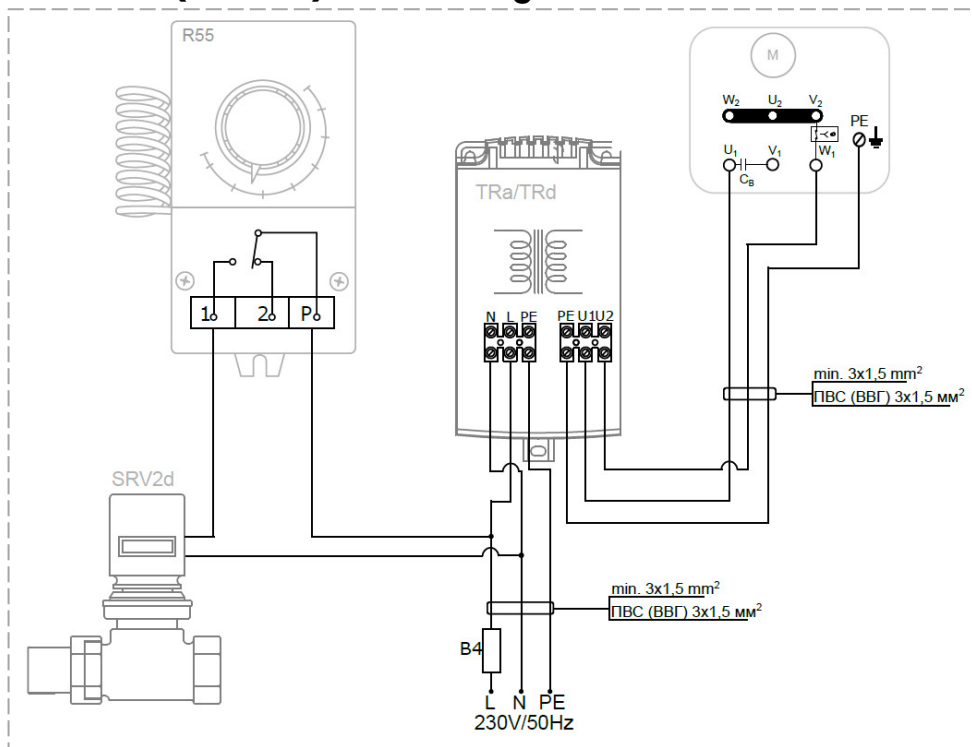 R55
M
W2 U2 V2
PE
U1 V1 W1
CB
TRa/TRd
1 2 P
N L PE PE U1 U2
min. 3x1,5 mm²
ПВС (ВВГ) 3x1,5 мм²
SRV2d
min. 3x1,5 mm²
ПВС (ВВГ) 3x1,5 мм²
B4
L N PE
230V/50Hz